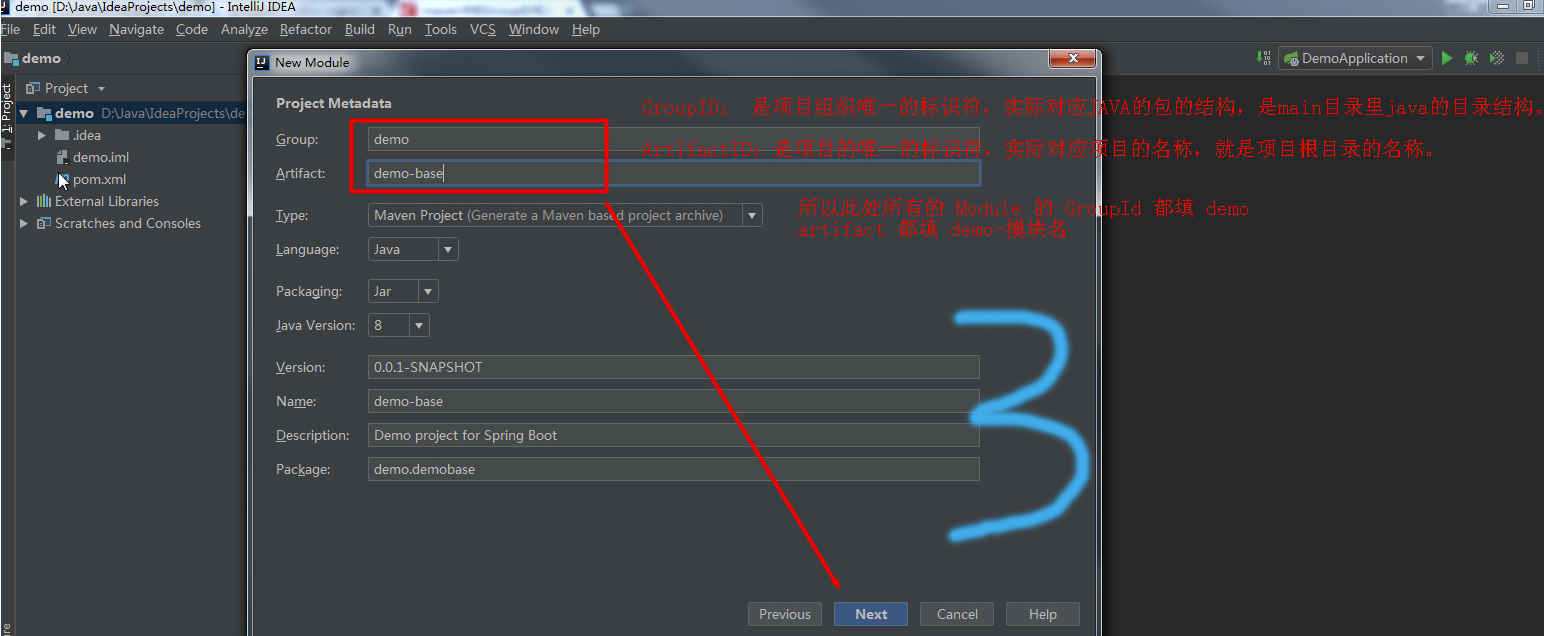 demo [D:\Java\IdeaProjects\demo] - IntelliJ IDEA
File Edit View Navigate Code Analyze Refactor Build Run Tools VCS Window Help
demo
DemoApplication
New Module
1: Project
Project
demo D:\Java\IdeaProjects\de
.idea
demo.iml
pom.xml
External Libraries
Scratches and Consoles
Project Metadata
GroupID： 是项目组织唯一的标识符，实际对应JAVA的包的结构，是main目录里java的目录结构。
Group: demo
ArtifactID：是项目的唯一的标识符，实际对应项目的名称，就是项目根目录的名称。
Artifact: demo-base
所以此处所有的 Module 的 GroupId 都填 demo
artifact 都填 demo-模块名
Type: Maven Project (Generate a Maven based project archive)
Language: Java
Packaging: Jar
Java Version: 8
3
Version: 0.0.1-SNAPSHOT
Name: demo-base
Description: Demo project for Spring Boot
Package: demo.demobase
Previous Next Cancel Help